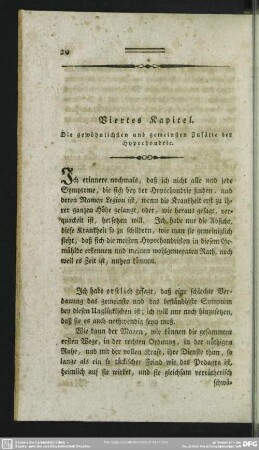 20
Viertes Kapitel.
Die gewöhnlichsten und gemeinsten Zufälle der
Hypochondrie.
Ich erinnere nochmals, daß ich nicht alle und jede
Symptome, die sich bey der Hypochondrie finden, und
deren Namen Legion ist, wenn die Krankheit erst zu ih-
rer ganzen Höhe gelangt, oder, wie heraus gesagt, ver-
quackelt ist, hersehen will. Ich habe nur die Absicht,
diese Krankheit so zu schildern, wie man sie gemeiniglich
sieht, daß sich die meisten Hypochondristen in diesem Ge-
mählde erkennen und meinen wohlgemeynten Rath, noch
weil es Zeit ist, nutzen können.
Ich habe erstlich gesagt, daß eine schlechte Ver-
dauung das gemeinste und das beständigste Symptom
bey diesen Unglücklichen ist; ich will nur noch hinzusetzen,
daß sie es auch nothwendig seyn muß.
Wie kann der Magen, wie können die gesammten
ersten Wege, in der rechten Ordnung, in der nöthigen
Ruhe, und mit der vollen Kraft, ihre Dienste thun, so
lange als ein so tückischer Feind wie das Podagra ist,
heimlich auf sie wirket, und sie gleichsam verrätherisch
schwä-